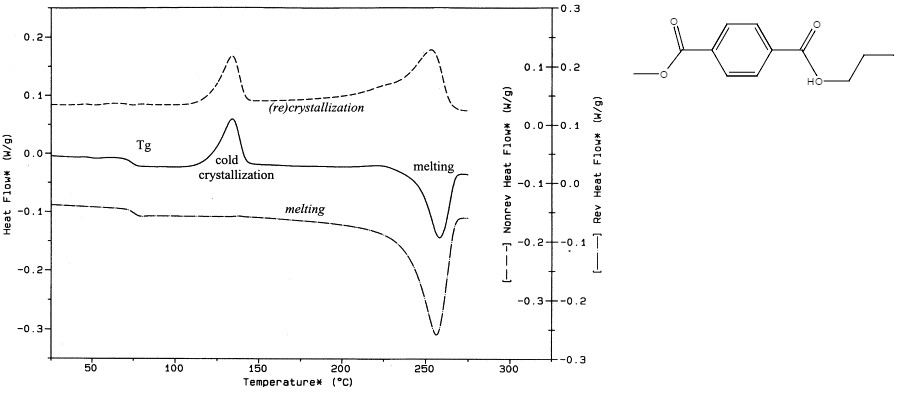 0.3
0.2
0.2
0.2
0.1
0.1
0.1
(re)crystallization
Tg
0.0
0.0
0.1
cold
crystallization
melting
-0.1
-0.1
0.0
melting
-0.2
-0.2
-0.1
-0.3
-0.3
-0.2
-0.3
50
100
150
200
250
300
Temperature* (°C)
Heat Flow* (W/g)
[----] Nonrev Heat Flow* (W/g)
[— — —] Rev Heat Flow* (W/g)
O
O
O
HO